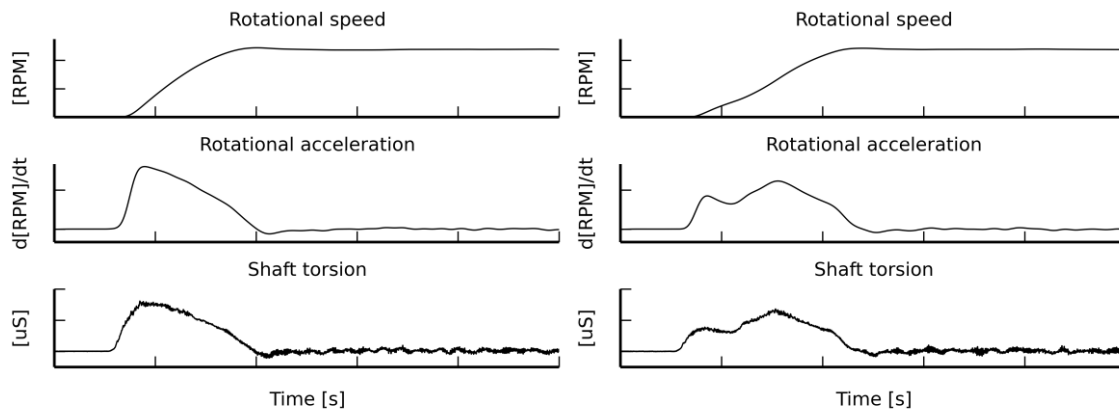 Rotational speed
[RPM]
Rotational acceleration
d[RPM]/dt
Shaft torsion
[uS]
Time [s]
Rotational speed
[RPM]
Rotational acceleration
d[RPM]/dt
Shaft torsion
[uS]
Time [s]